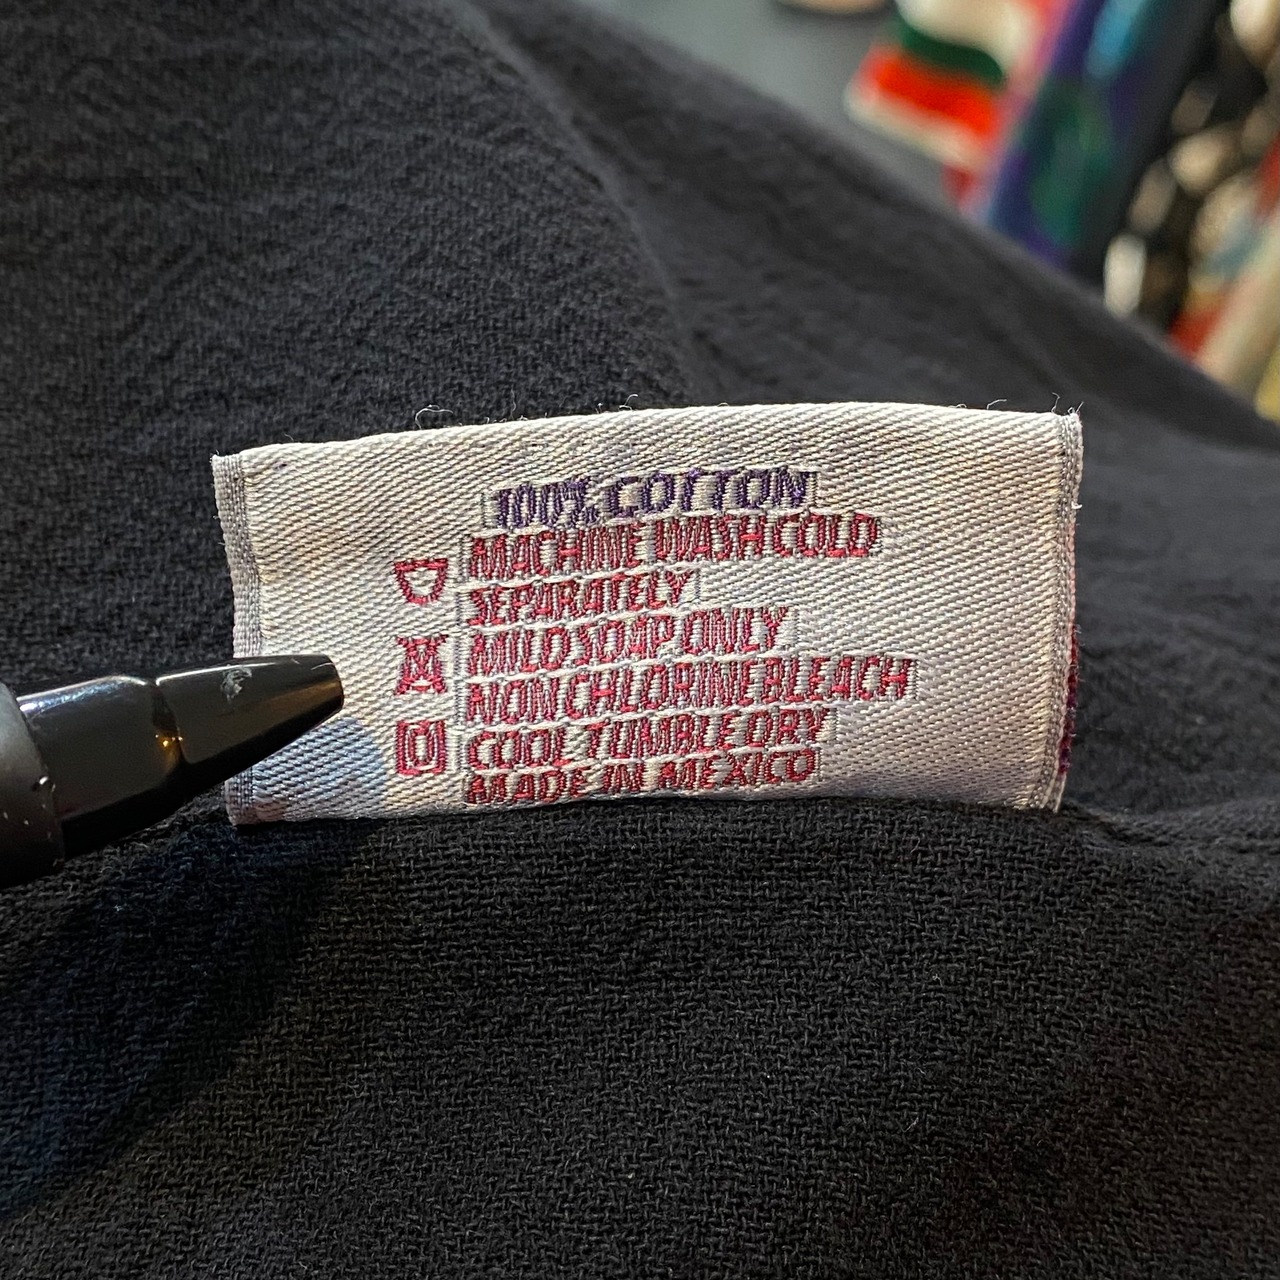 100% COTTON
MACHINE WASH COLD
SEPARATELY
MILD SOAP ONLY
NON CHLORINE BLEACH
COOL TUMBLE DRY
MADE IN MEXICO